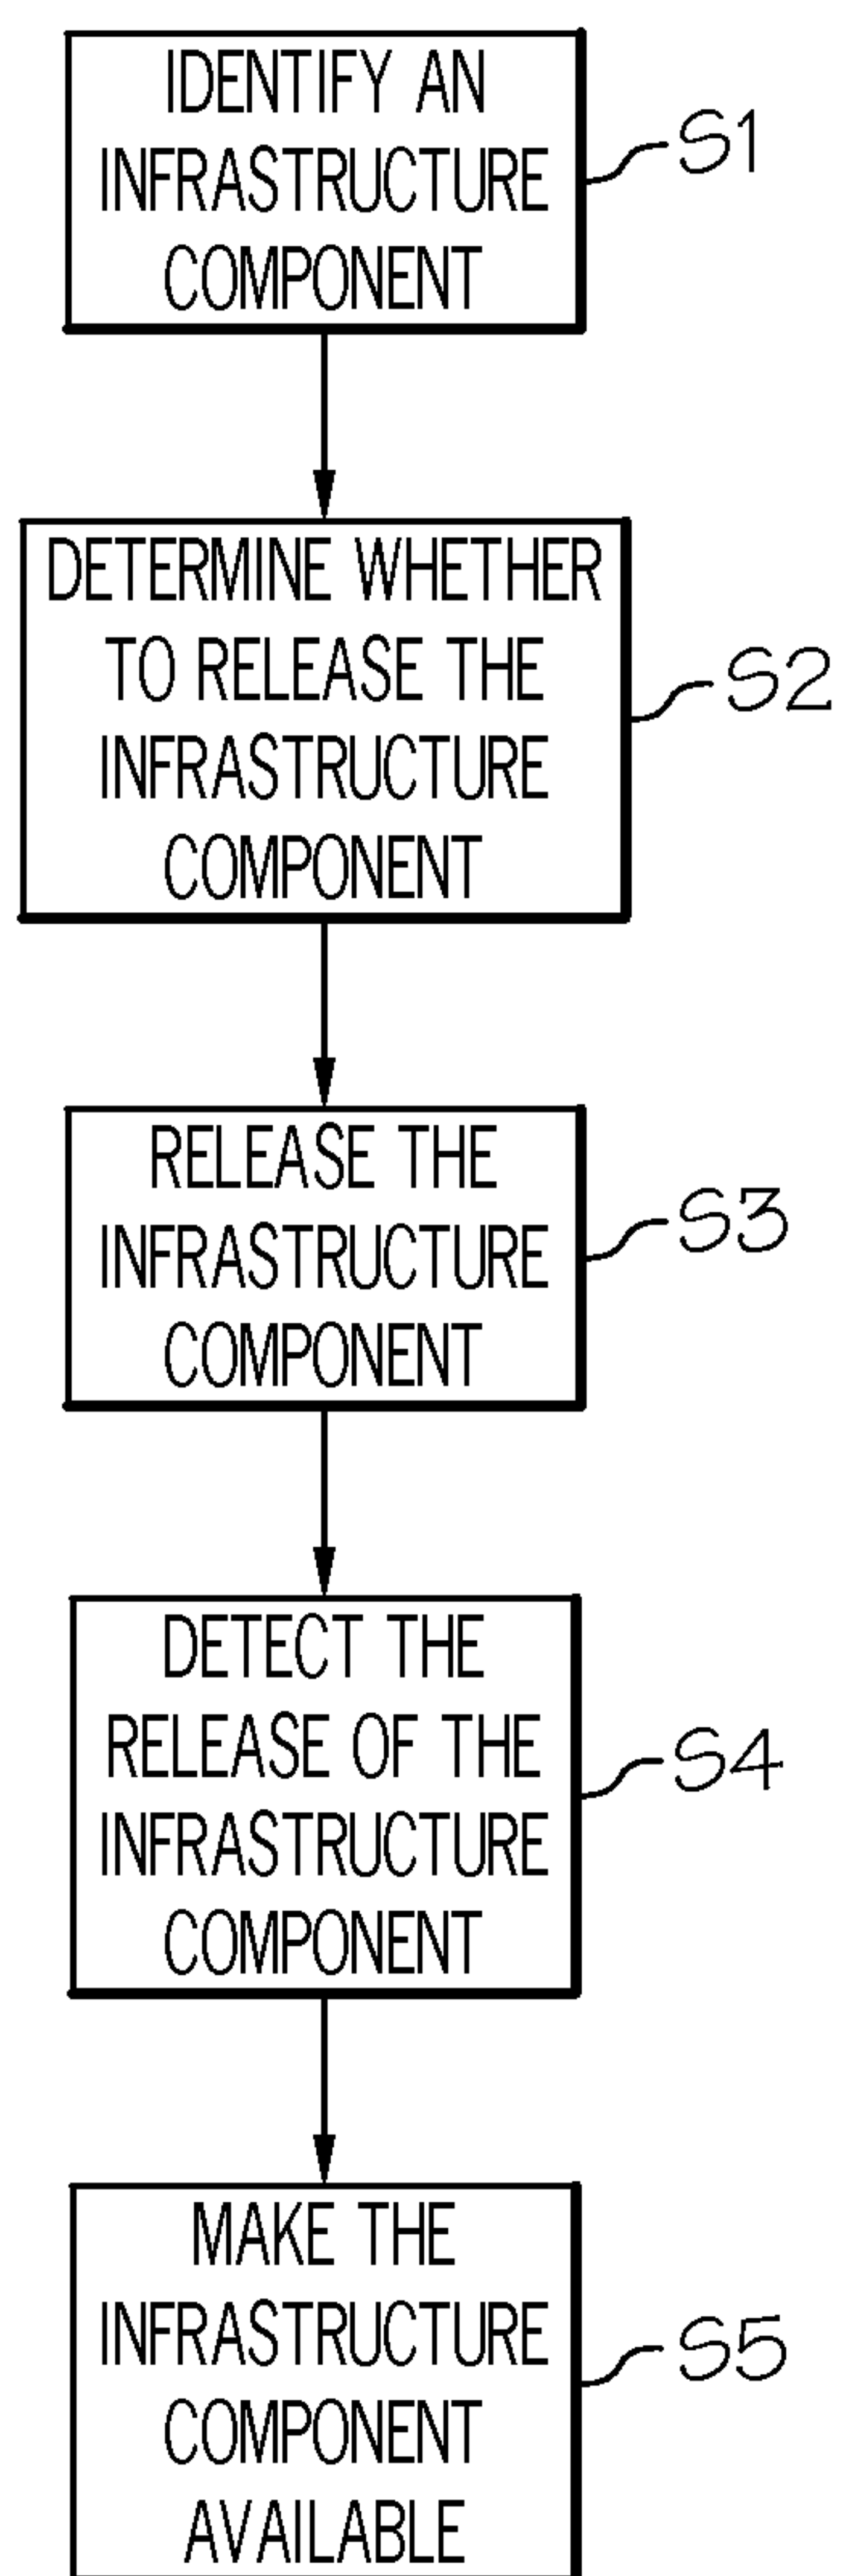 IDENTIFY AN
INFRASTRUCTURE
COMPONENT
S1
DETERMINE WHETHER
TO RELEASE THE
INFRASTRUCTURE
COMPONENT
S2
RELEASE THE
INFRASTRUCTURE
COMPONENT
S3
DETECT THE
RELEASE OF THE
INFRASTRUCTURE
COMPONENT
S4
MAKE THE
INFRASTRUCTURE
COMPONENT
AVAILABLE
S5